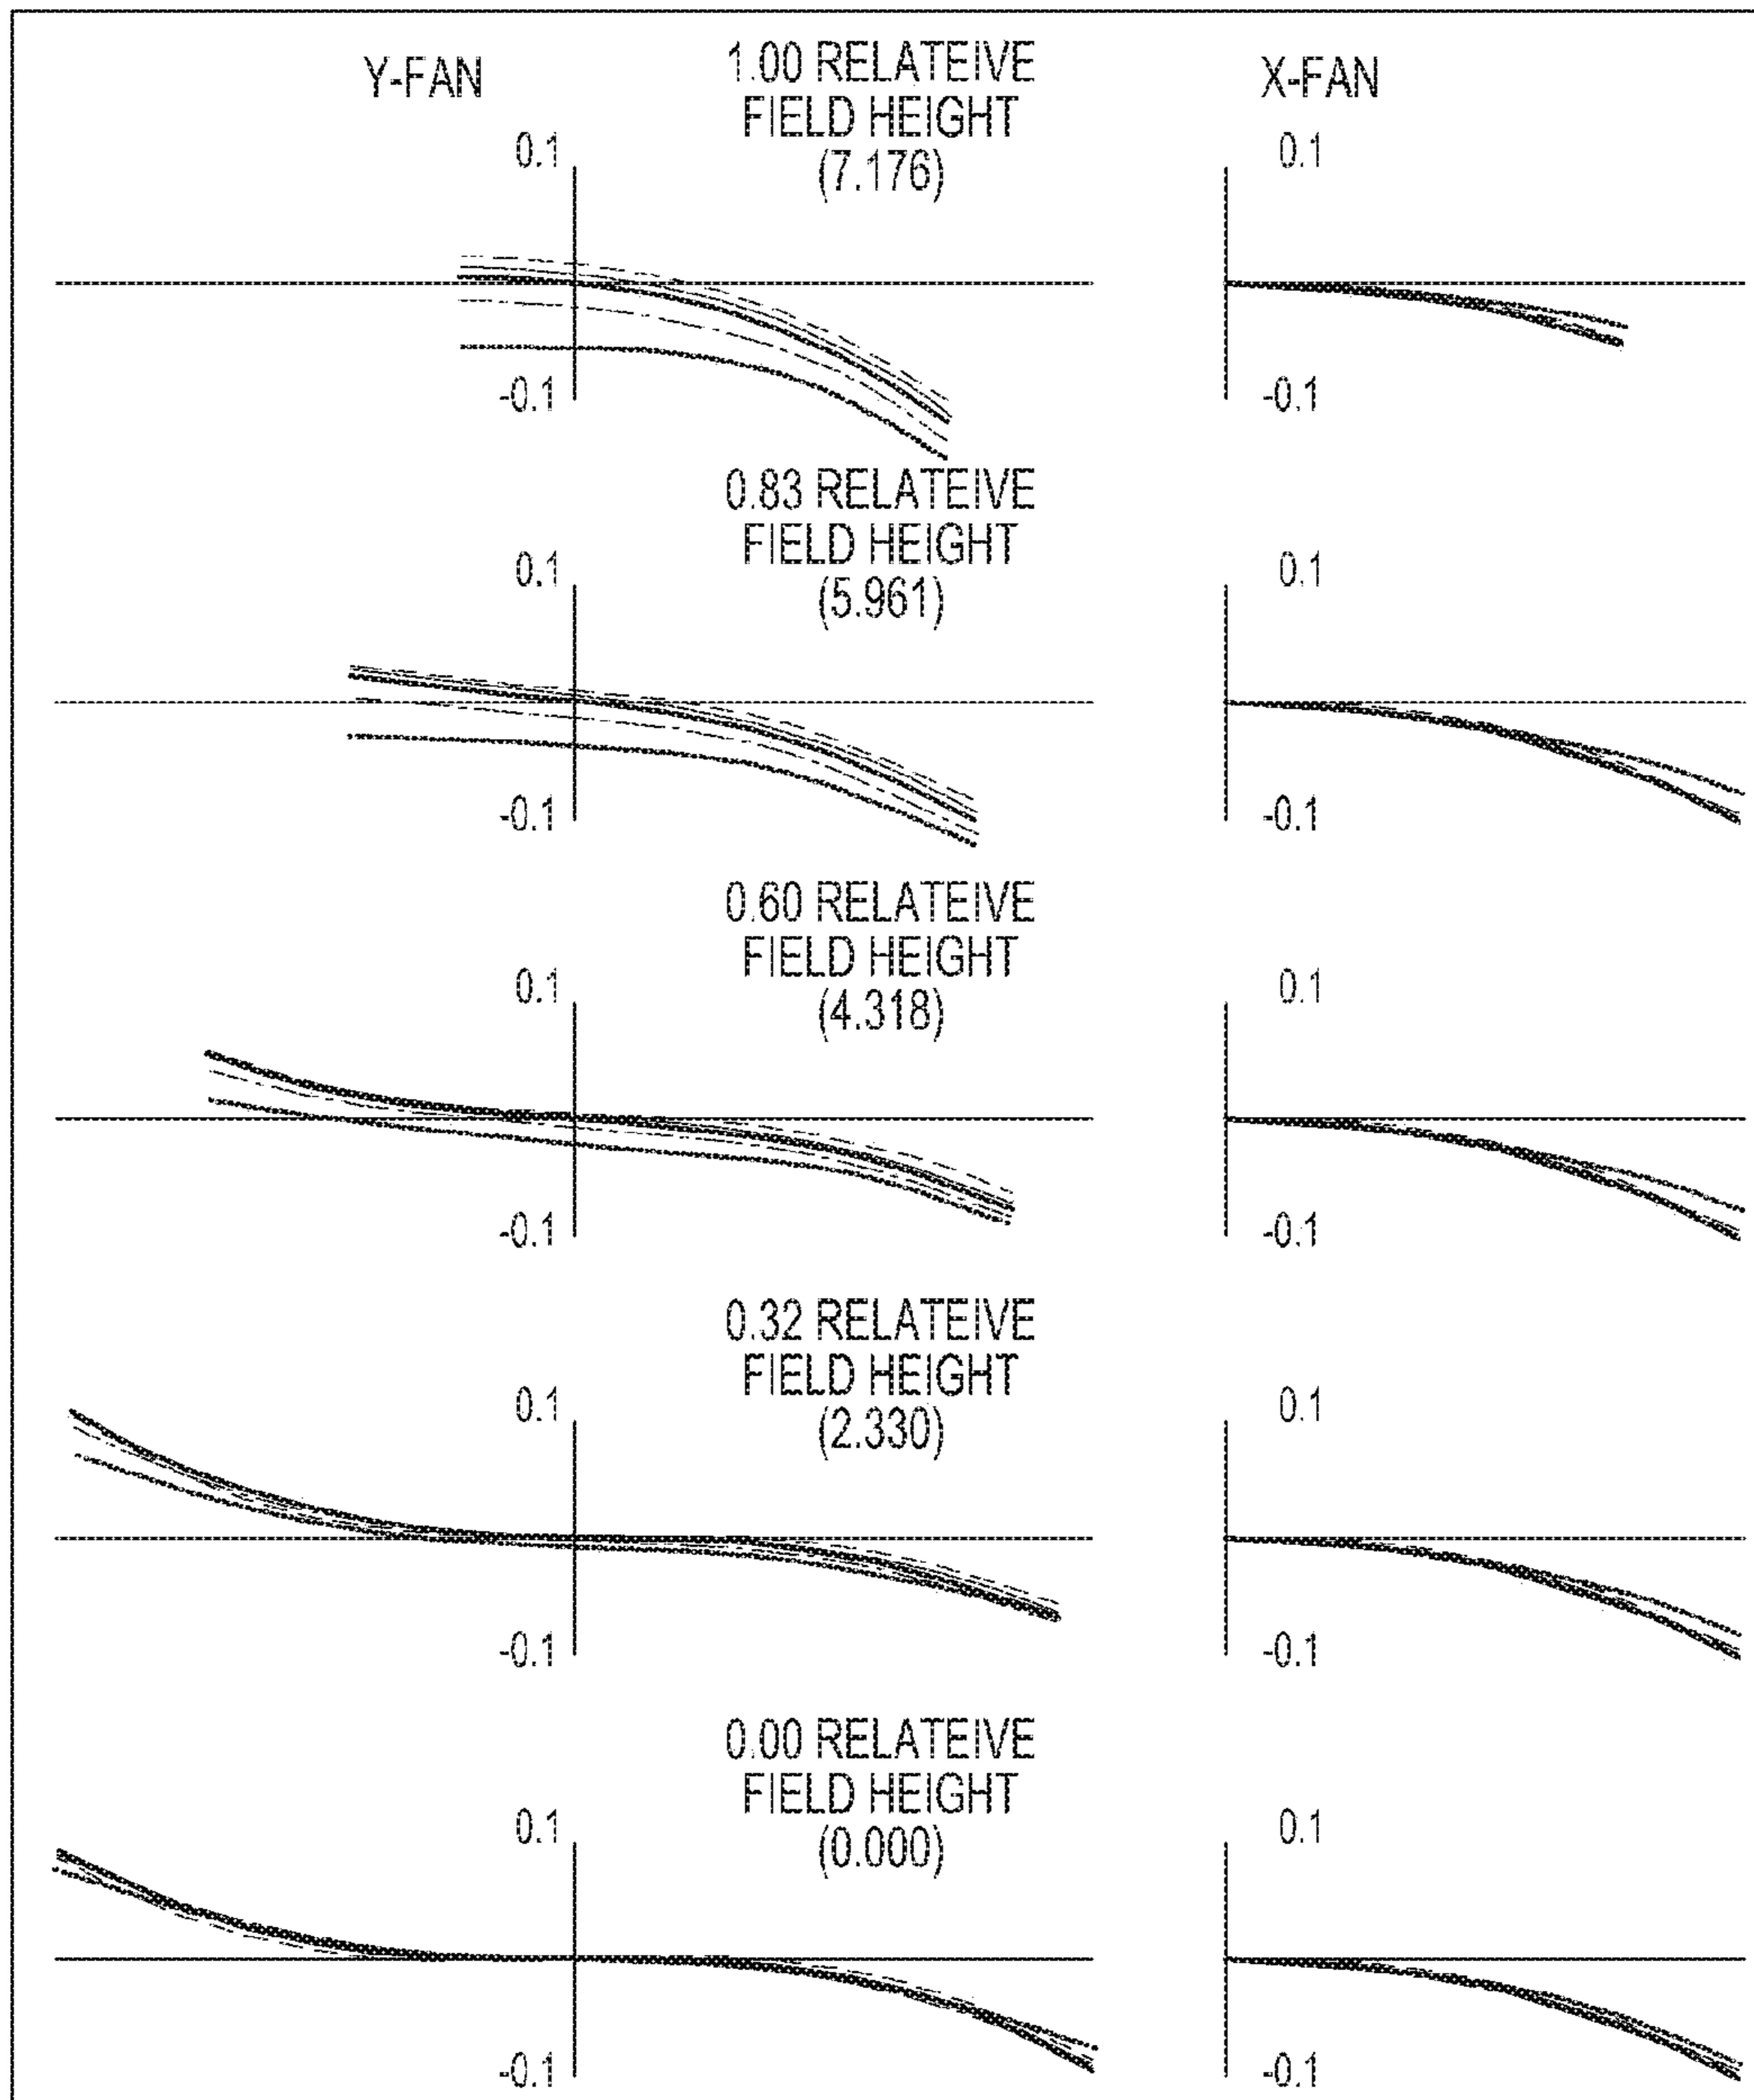 Y-FAN
1.00 RELATEIVE
FIELD HEIGHT
(7.176)
X-FAN
0.1
0.1
-0.1
-0.1
0.83 RELATEIVE
FIELD HEIGHT
(5.961)
0.1
0.1
-0.1
-0.1
0.60 RELATEIVE
FIELD HEIGHT
(4.318)
0.1
0.1
-0.1
-0.1
0.32 RELATEIVE
FIELD HEIGHT
(2.330)
0.1
0.1
-0.1
-0.1
0.00 RELATEIVE
FIELD HEIGHT
(0.000)
0.1
0.1
-0.1
-0.1